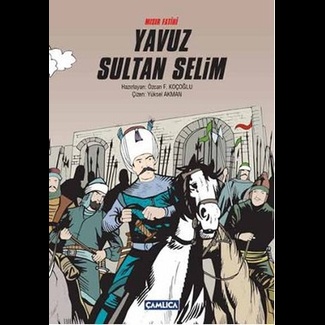 MISIR FATİHİ
YAVUZ
SULTAN SELİM
Hazırlayan: Özcan F. KOÇOĞLU
Çizen: Yüksel AKMAN
ÇAMLICA